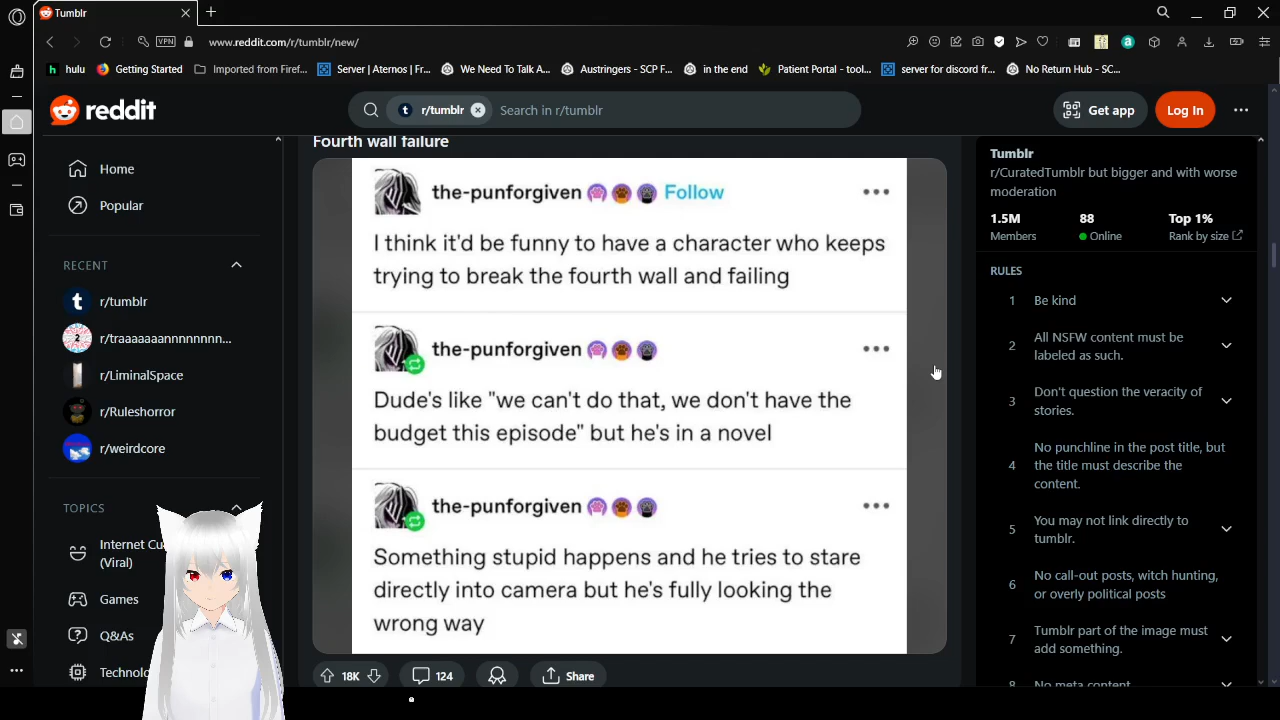 Tumblr
VPN
www.reddit.com/r/tumblr/new/
hulu
Getting Started
Imported from Firef...
Server | Aternos | Fr...
We Need To Talk A...
Austringers - SCP F...
in the end
Patient Portal - tool...
server for discord fr...
No Return Hub - SC...
reddit
r/tumblr
Search in r/tumblr
Get app
Log In
Home
Popular
RECENT
r/tumblr
r/traaaaaaannnnnnnn...
r/LiminalSpace
r/Ruleshorror
r/weirdcore
TOPICS
Internet Cu
(Viral)
Games
Q&As
Technolo
Fourth wall failure
the-punforgiven Follow
I think it'd be funny to have a character who keeps
trying to break the fourth wall and failing
the-punforgiven
Dude's like "we can't do that, we don't have the
budget this episode" but he's in a novel
the-punforgiven
Something stupid happens and he tries to stare
directly into camera but he's fully looking the
wrong way
18K
124
Share
Tumblr
r/CuratedTumblr but bigger and with worse
moderation
1.5M
Members
88
Online
Top 1%
Rank by size
RULES
1 Be kind
2 All NSFW content must be
labeled as such.
3 Don't question the veracity of
stories.
4 No punchline in the post title, but
the title must describe the
content.
5 You may not link directly to
tumblr.
6 No call-out posts, witch hunting,
or overly political posts
7 Tumblr part of the image must
add something.
8 No meta content